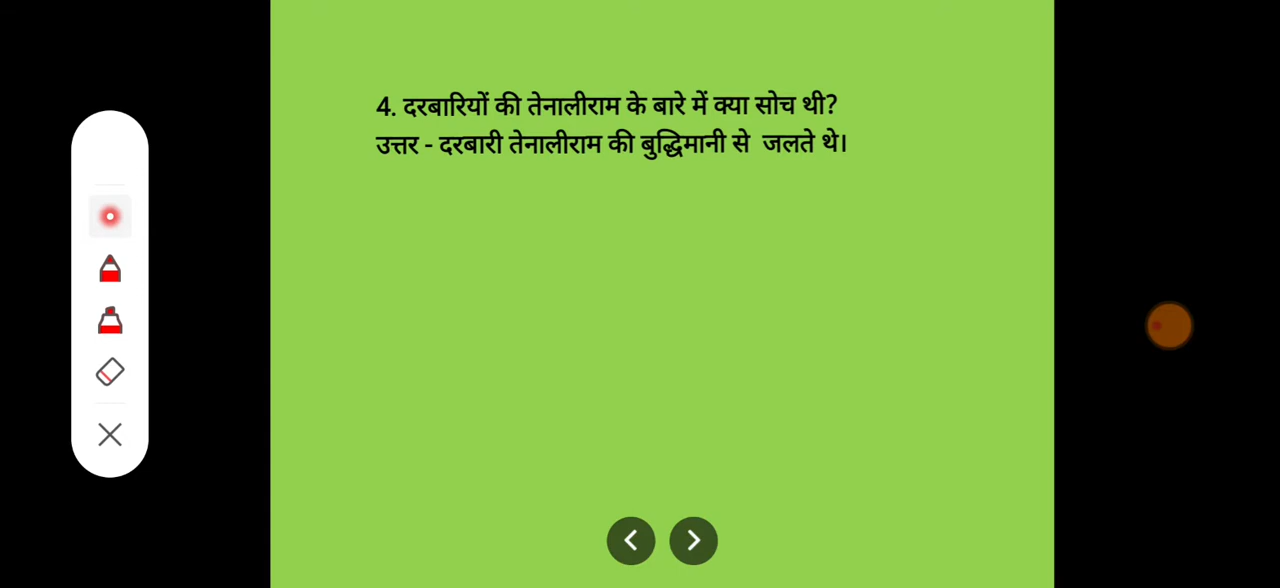 4. दरबारियों की तेनालीराम के बारे में क्या सोच थी?
उत्तर - दरबारी तेनालीराम की बुद्धिमानी से जलते थे।